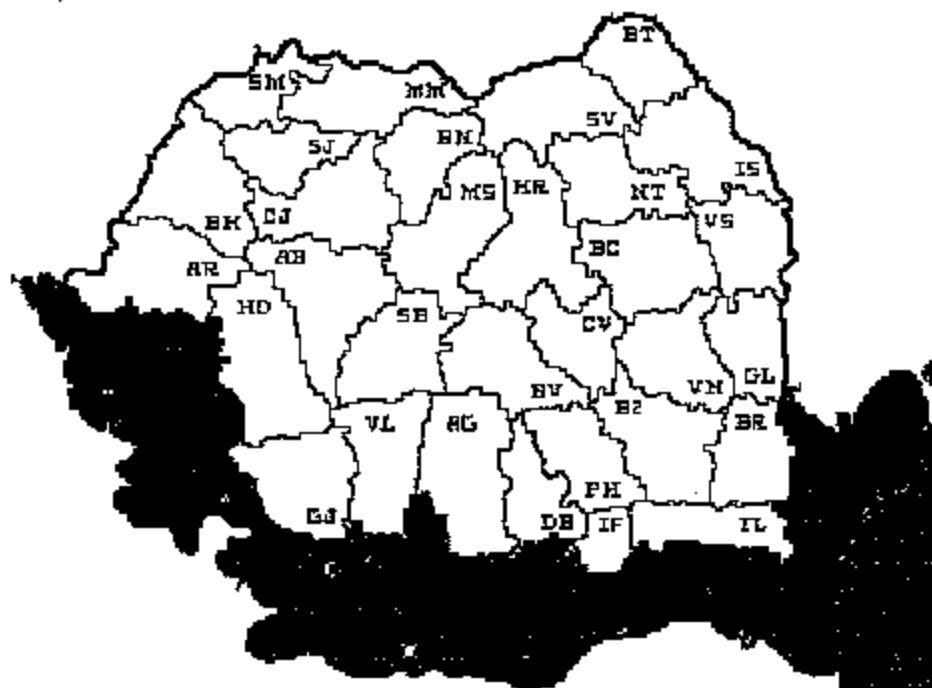 BT
SM
MM
SV
SJ
BN
IS
MS
HR
NT
BH
CJ
VS
AR
AB
BC
HD
SB
CV
BV
VN
GL
VL
AG
BZ
BR
PH
GJ
DB
IF
IL